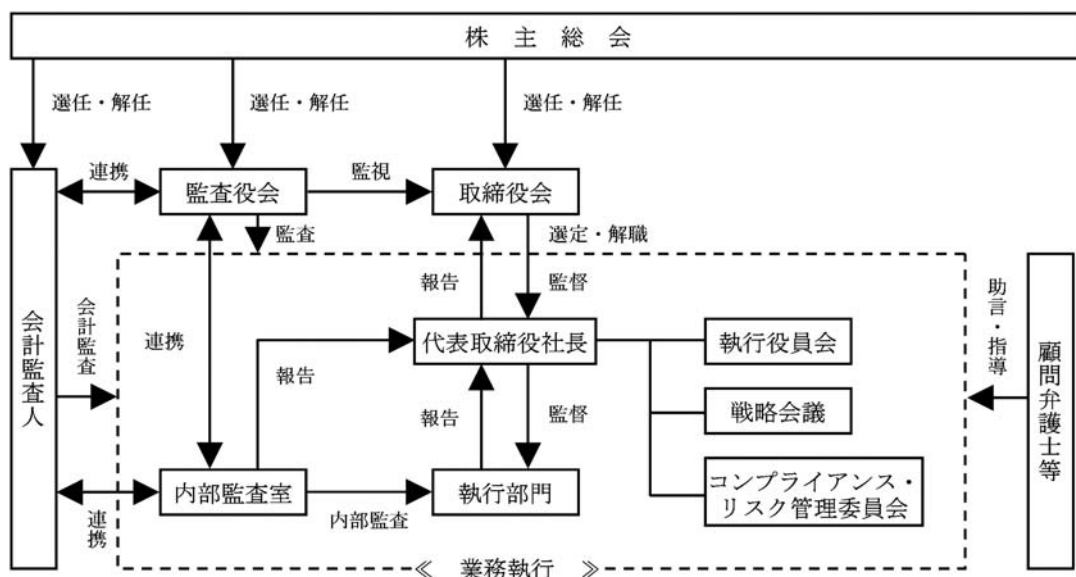 株主総会
選任・解任
選任・解任
選任・解任
連携
監査役会
監視
取締役会
監査
選定・解職
報告
監督
会計監査人
会計監査
連携
報告
代表取締役社長
執行役員会
戦略会議
コンプライアンス・
リスク管理委員会
報告
監督
助言・指導
顧問弁護士等
内部監査室
執行部門
連携
内部監査
≪ 業務執行 ≫